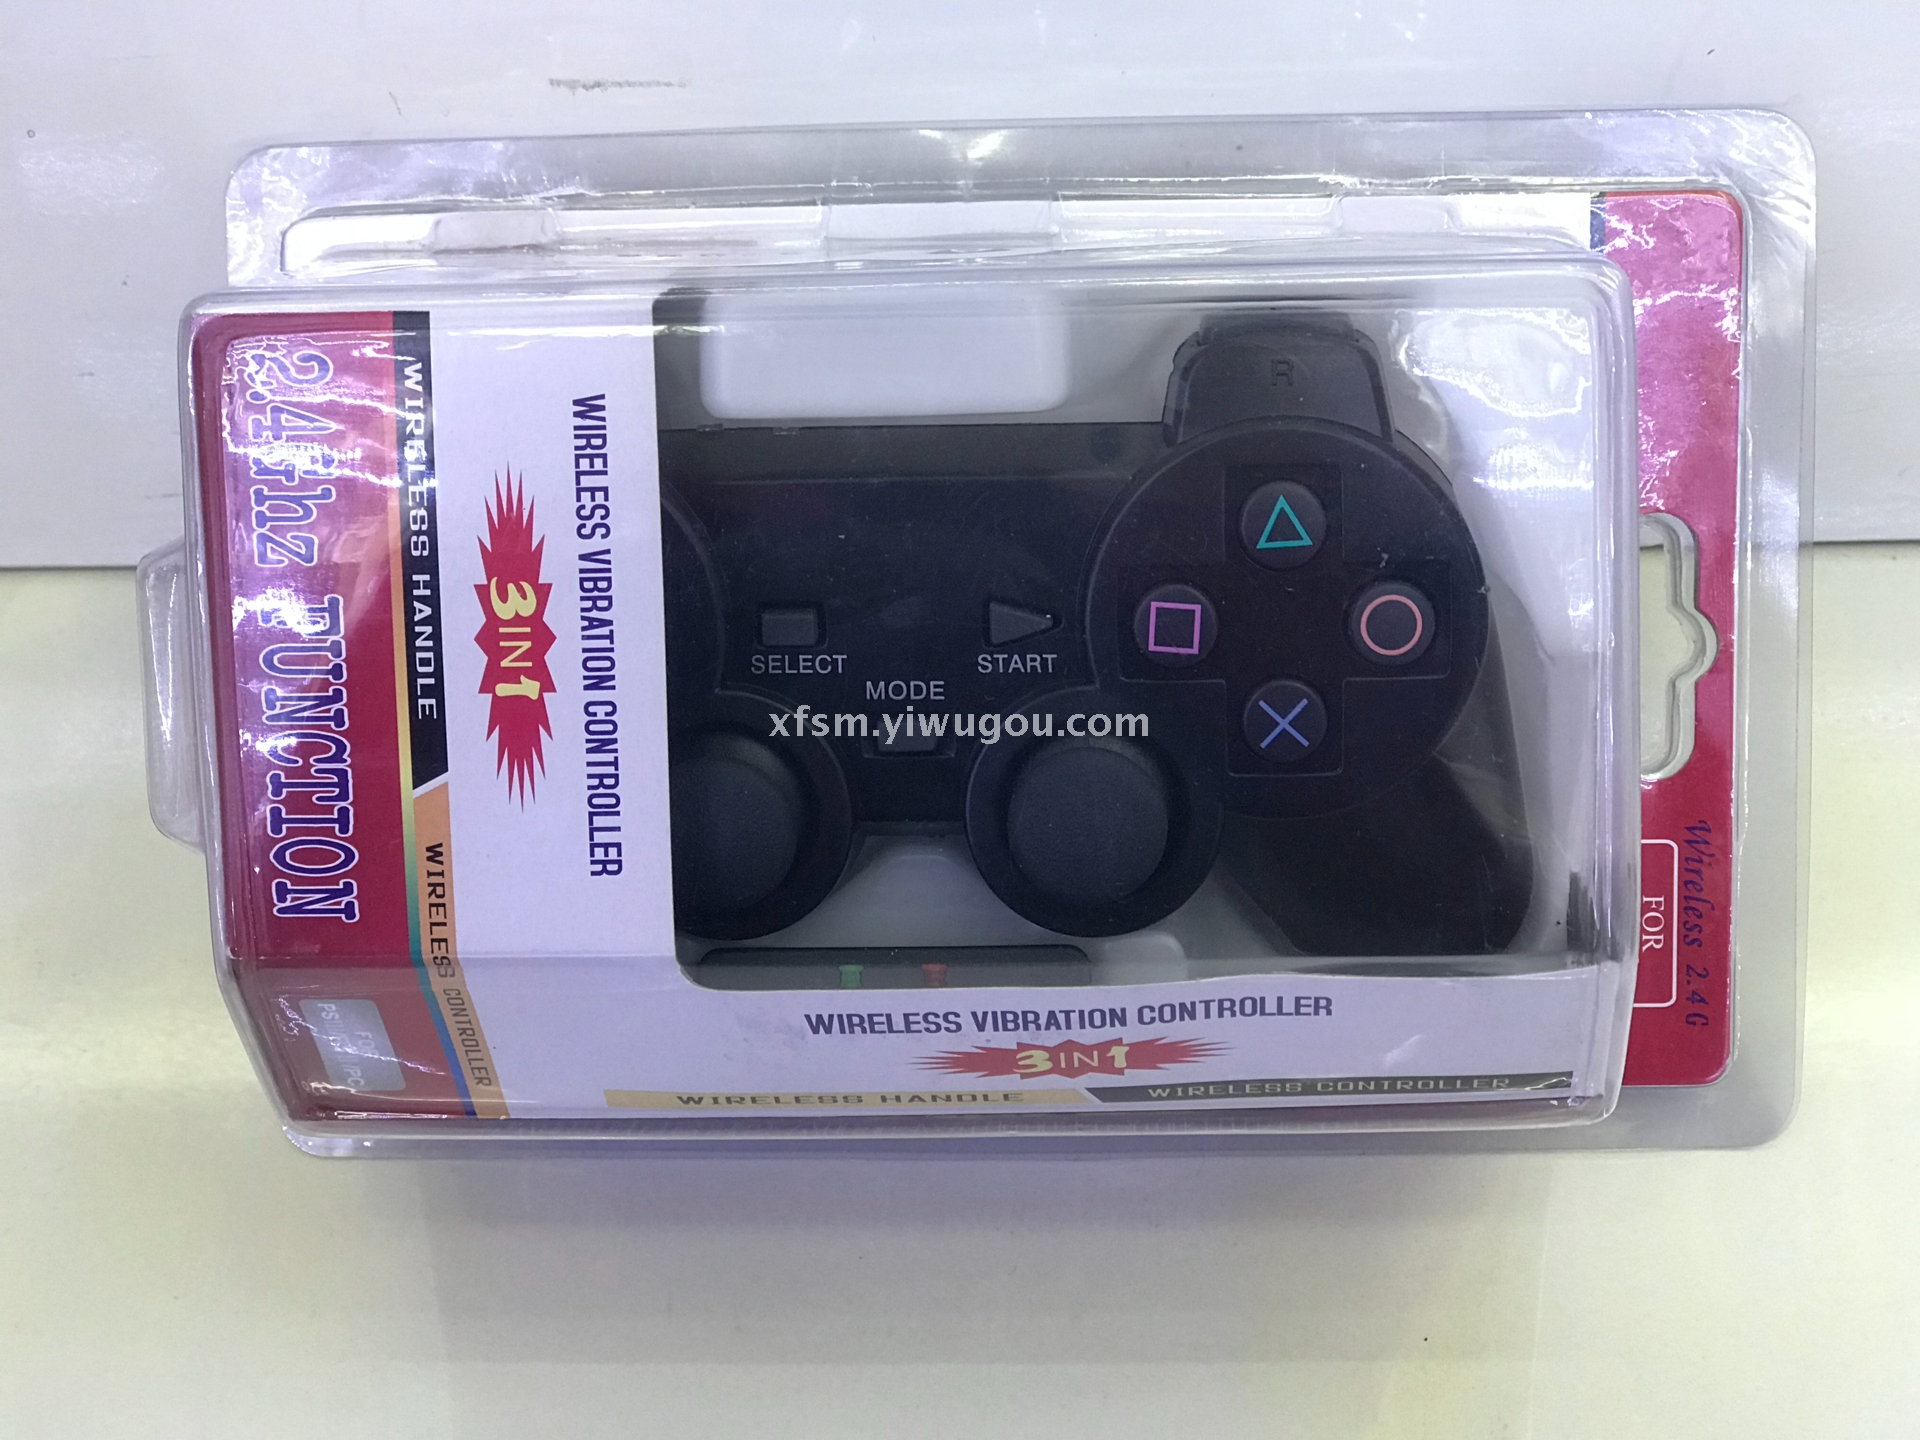 2.4Ghz FUNCTION
WIRELESS HANDLE
WIRELESS CONTROLLER
3IN1
WIRELESS VIBRATION CONTROLLER
R
SELECT
START
MODE
xfsm.yiwugou.com
FOR
Wireless 2.4G
WIRELESS VIBRATION CONTROLLER
3IN1
WIRELESS HANDLE
WIRELESS CONTROLLER